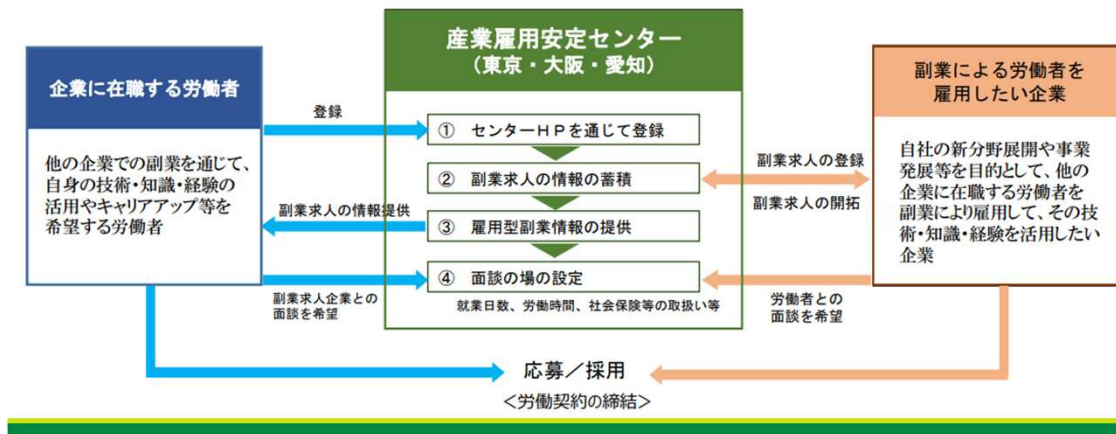 産業雇用安定センター
（東京・大阪・愛知）
企業に在職する労働者
他の企業での副業を通じて、
自身の技術・知識・経験の
活用やキャリアアップ等を
希望する労働者
登録
① センターHPを通じて登録
② 副業求人の情報の蓄積
副業求人の情報提供
③ 雇用型副業情報の提供
④ 面談の場の設定
就業日数、労働時間、社会保険等の取扱い等
副業求人企業との
面談を希望
副業求人の登録
副業求人の開拓
労働者との
面談を希望
副業による労働者を
雇用したい企業
自社の新分野展開や事業
発展等を目的として、他の
企業に在職する労働者を
副業により雇用して、その技
術・知識・経験を活用したい
企業
応募／採用
＜労働契約の締結＞